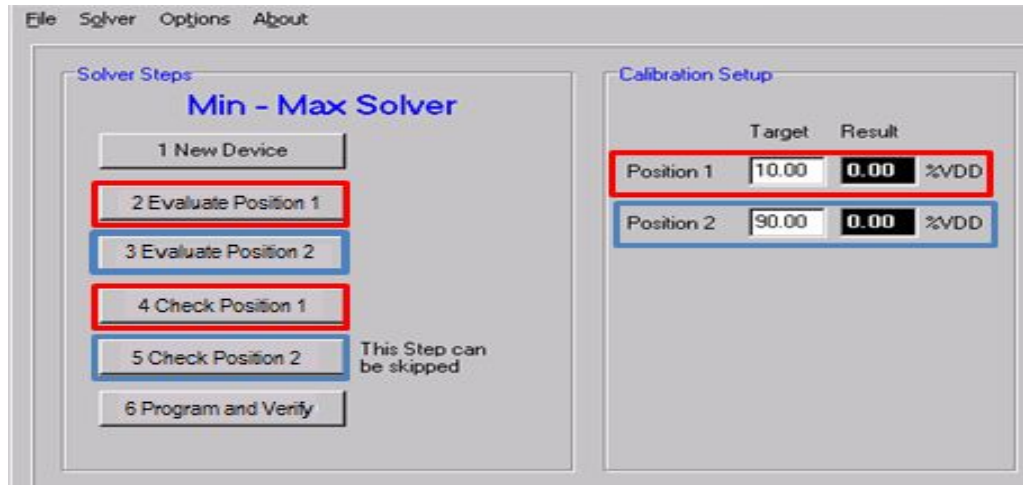 File Solver Options About
Solver Steps
Min - Max Solver
1 New Device
2 Evaluate Position 1
3 Evaluate Position 2
4 Check Position 1
5 Check Position 2
This Step can
be skipped
6 Program and Verify
Calibration Setup
Target Result
Position 1 10.00 0.00 %VDD
Position 2 90.00 0.00 %VDD